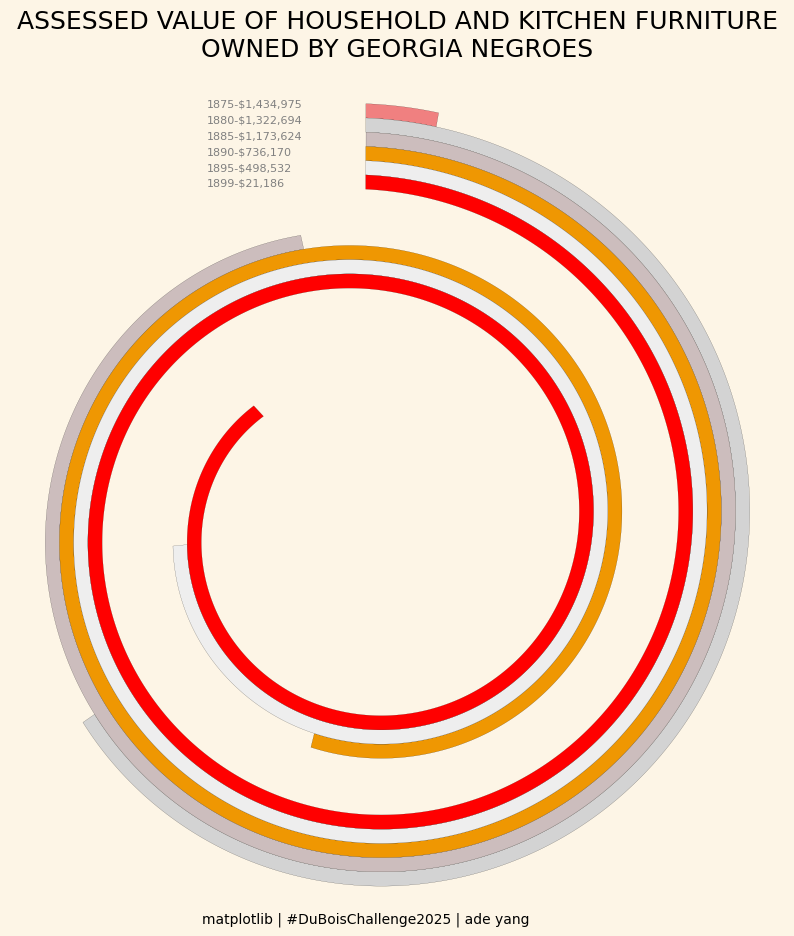 ASSESSED VALUE OF HOUSEHOLD AND KITCHEN FURNITURE
OWNED BY GEORGIA NEGROES
1875-$1,434,975
1880-$1,322,694
1885-$1,173,624
1890-$736,170
1895-$498,532
1899-$21,186
matplotlib | #DuBoisChallenge2025 | ade yang